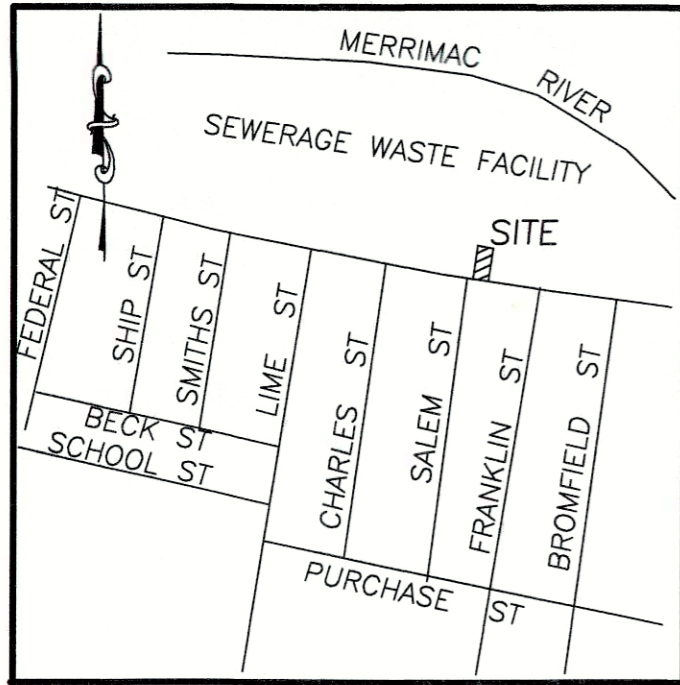 MERRIMAC RIVER
SEWERAGE WASTE FACILITY
SITE
FEDERAL ST
SHIP ST
SMITHS ST
LIME ST
CHARLES ST
SALEM ST
FRANKLIN ST
BROMFIELD ST
BECK ST
SCHOOL ST
PURCHASE ST